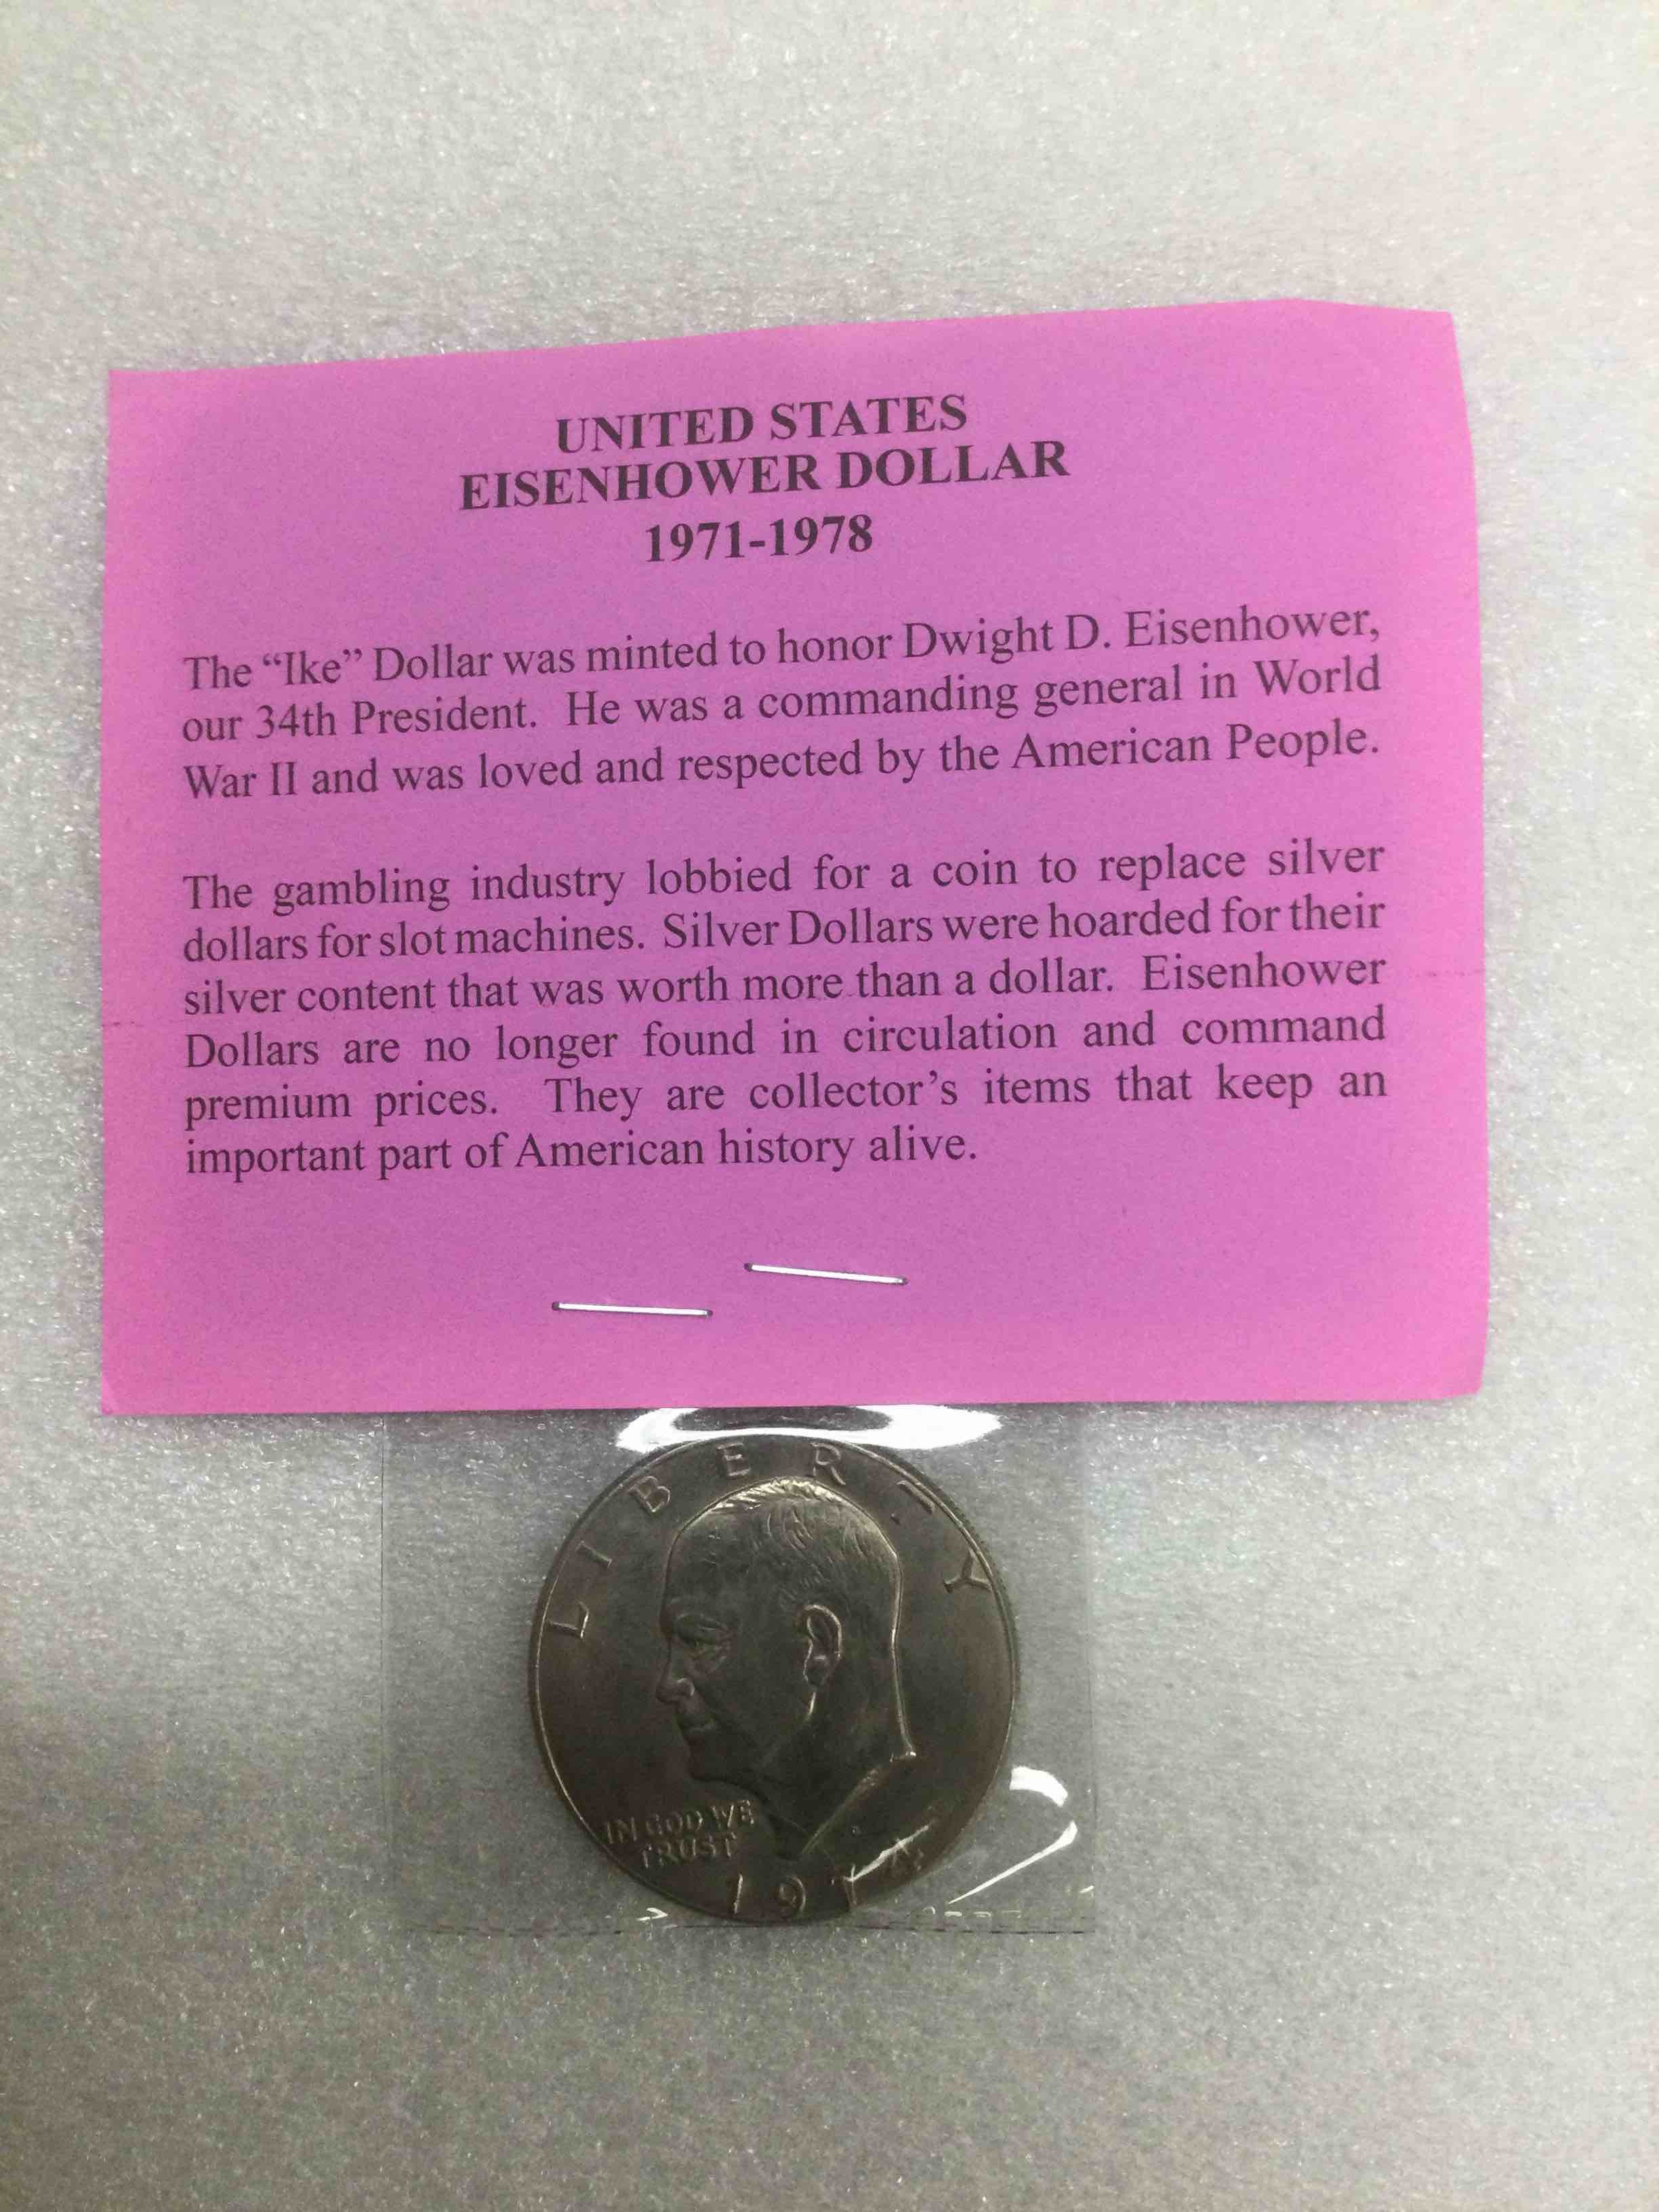 UNITED STATES
EISENHOWER DOLLAR
1971-1978
The “Ike” Dollar was minted to honor Dwight D. Eisenhower,
our 34th President. He was a commanding general in World
War II and was loved and respected by the American People.
The gambling industry lobbied for a coin to replace silver
dollars for slot machines. Silver Dollars were hoarded for their
silver content that was worth more than a dollar. Eisenhower
Dollars are no longer found in circulation and command
premium prices. They are collector’s items that keep an
important part of American history alive.
LIBERTY
IN GOD WE
TRUST